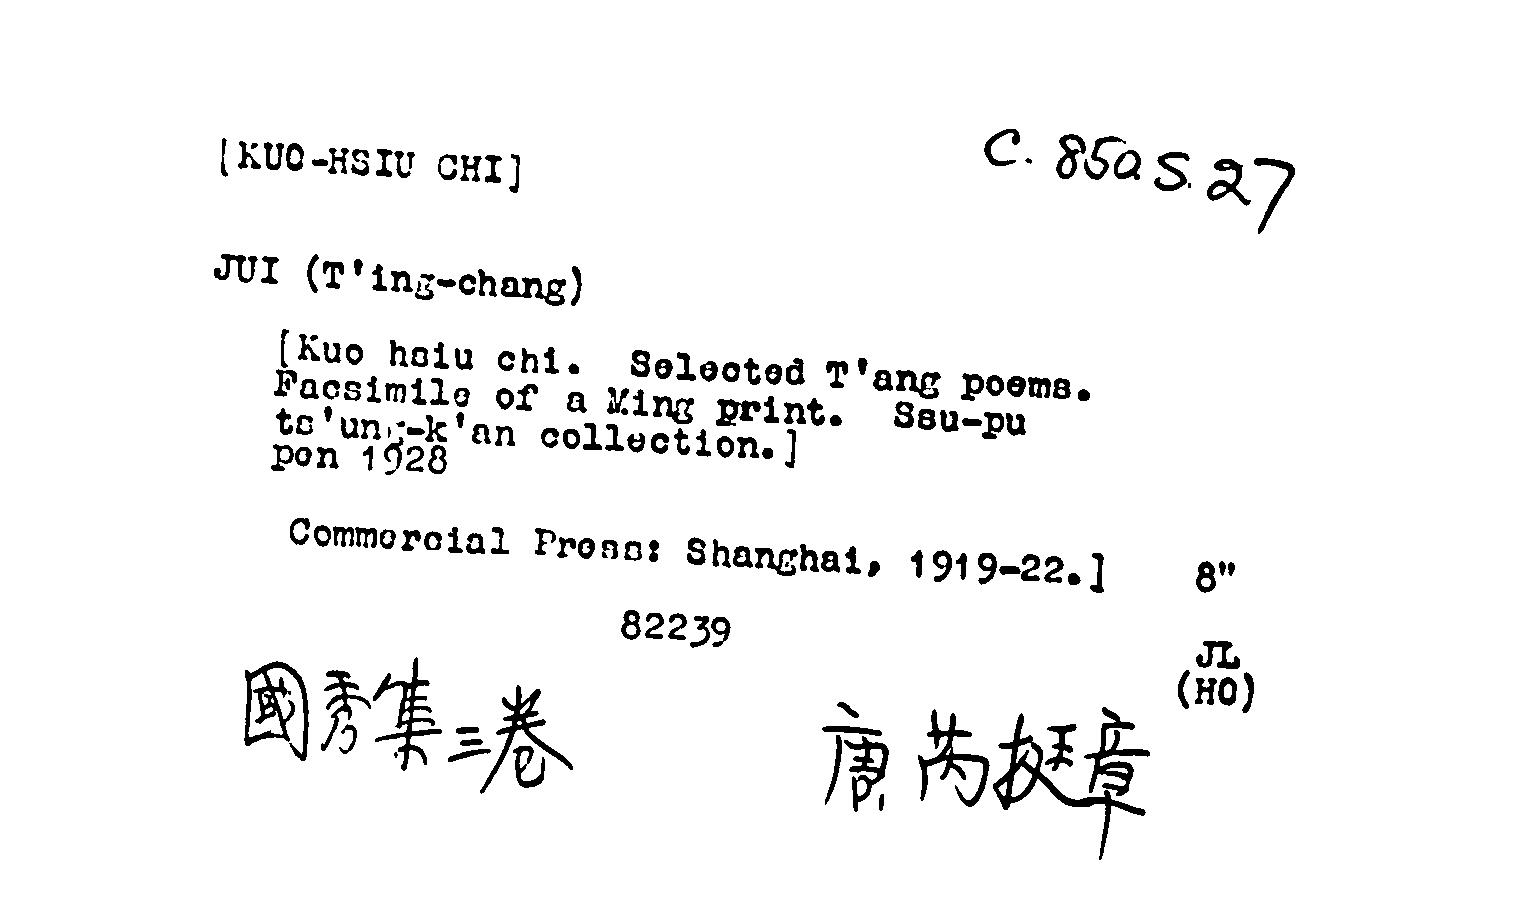 [KUO-HSIU CHI]
C. 85a S. 27
JUI (T'ing-chang)
[Kuo hsiu chi. Selected T'ang poems.
Facsimile of a Ming print. Ssu-pu
ts'ung-k'an collection.]
pen 1928
Commercial Press: Shanghai, 1919-22.] 8"
82239
JL
(HO)
國秀集三卷
唐 芮挺章